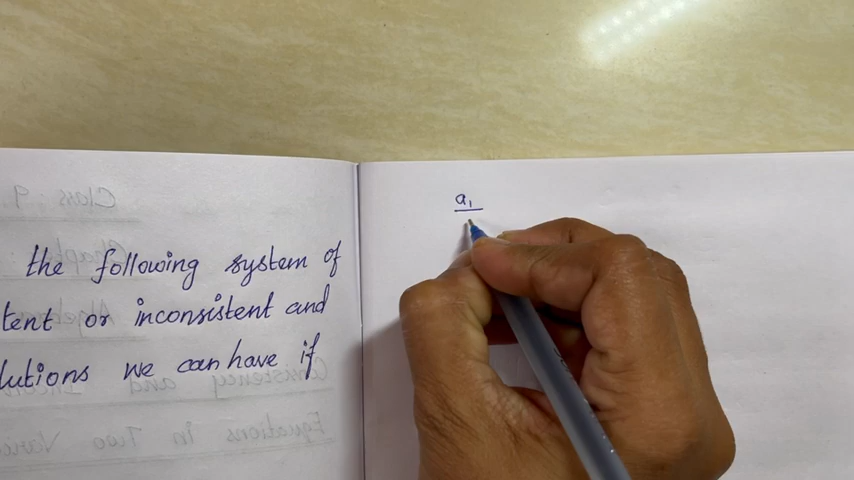 the following system of
tent or inconsistent and
lutions we can have if
a₁